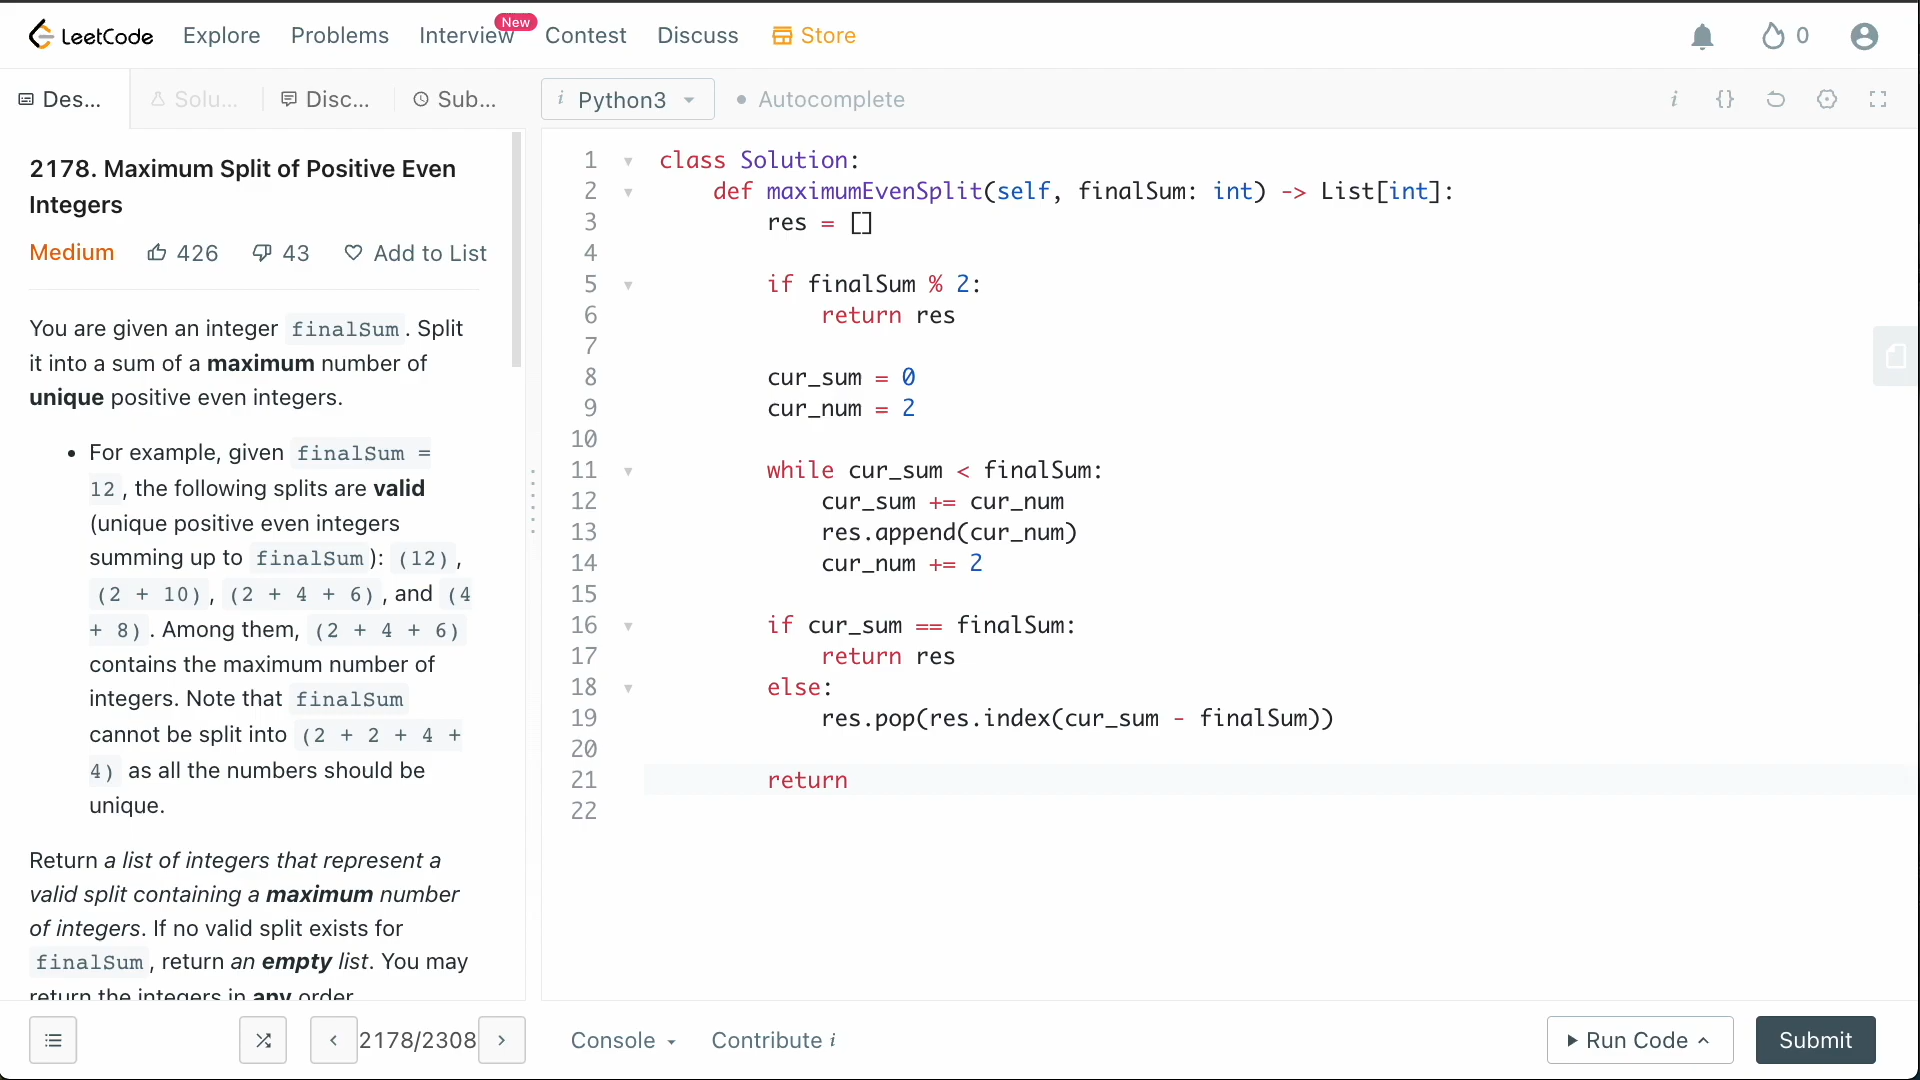 LeetCode Explore Problems Interview New Contest Discuss Store 0
Des... Solu... Disc... Sub... i Python3 Autocomplete i {}
2178. Maximum Split of Positive Even
Integers
Medium 426 43 Add to List
You are given an integer finalSum. Split
it into a sum of a maximum number of
unique positive even integers.
• For example, given finalSum =
12, the following splits are valid
(unique positive even integers
summing up to finalSum): (12),
(2 + 10), (2 + 4 + 6), and (4
+ 8). Among them, (2 + 4 + 6)
contains the maximum number of
integers. Note that finalSum
cannot be split into (2 + 2 + 4 +
4) as all the numbers should be
unique.
Return a list of integers that represent a
valid split containing a maximum number
of integers. If no valid split exists for
finalSum, return an empty list. You may
return the integers in any order.
1 class Solution:
2 def maximumEvenSplit(self, finalSum: int) -> List[int]:
3 res = []
4
5 if finalSum % 2:
6 return res
7
8 cur_sum = 0
9 cur_num = 2
10
11 while cur_sum < finalSum:
12 cur_sum += cur_num
13 res.append(cur_num)
14 cur_num += 2
15
16 if cur_sum == finalSum:
17 return res
18 else:
19 res.pop(res.index(cur_sum - finalSum))
20
21 return
22
2178/2308 Console Contribute i Run Code Submit